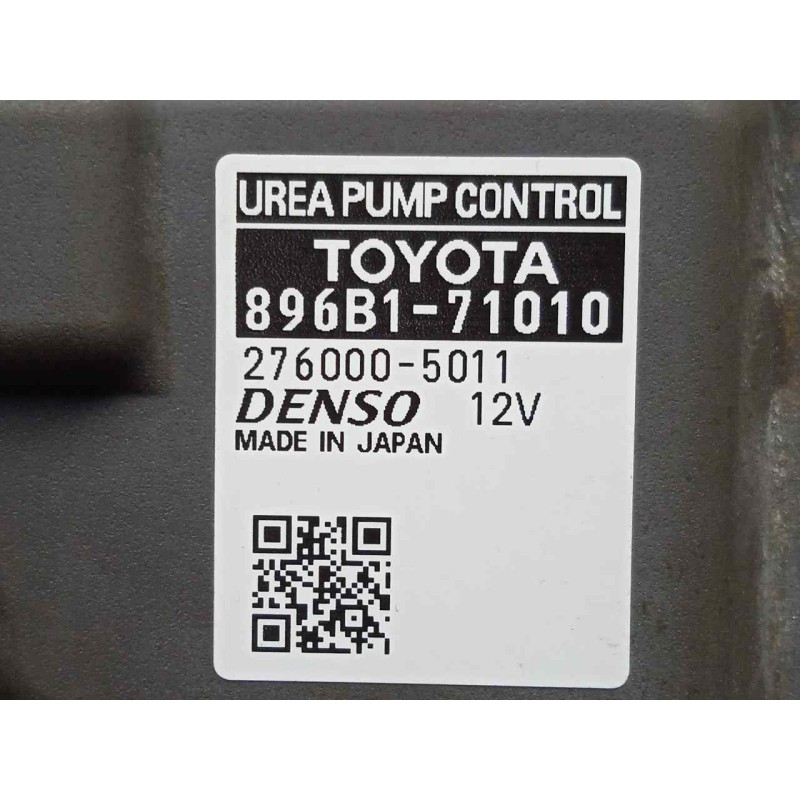 UREA PUMP CONTROL
TOYOTA
896B1-71010
276000-5011
DENSO 12V
MADE IN JAPAN